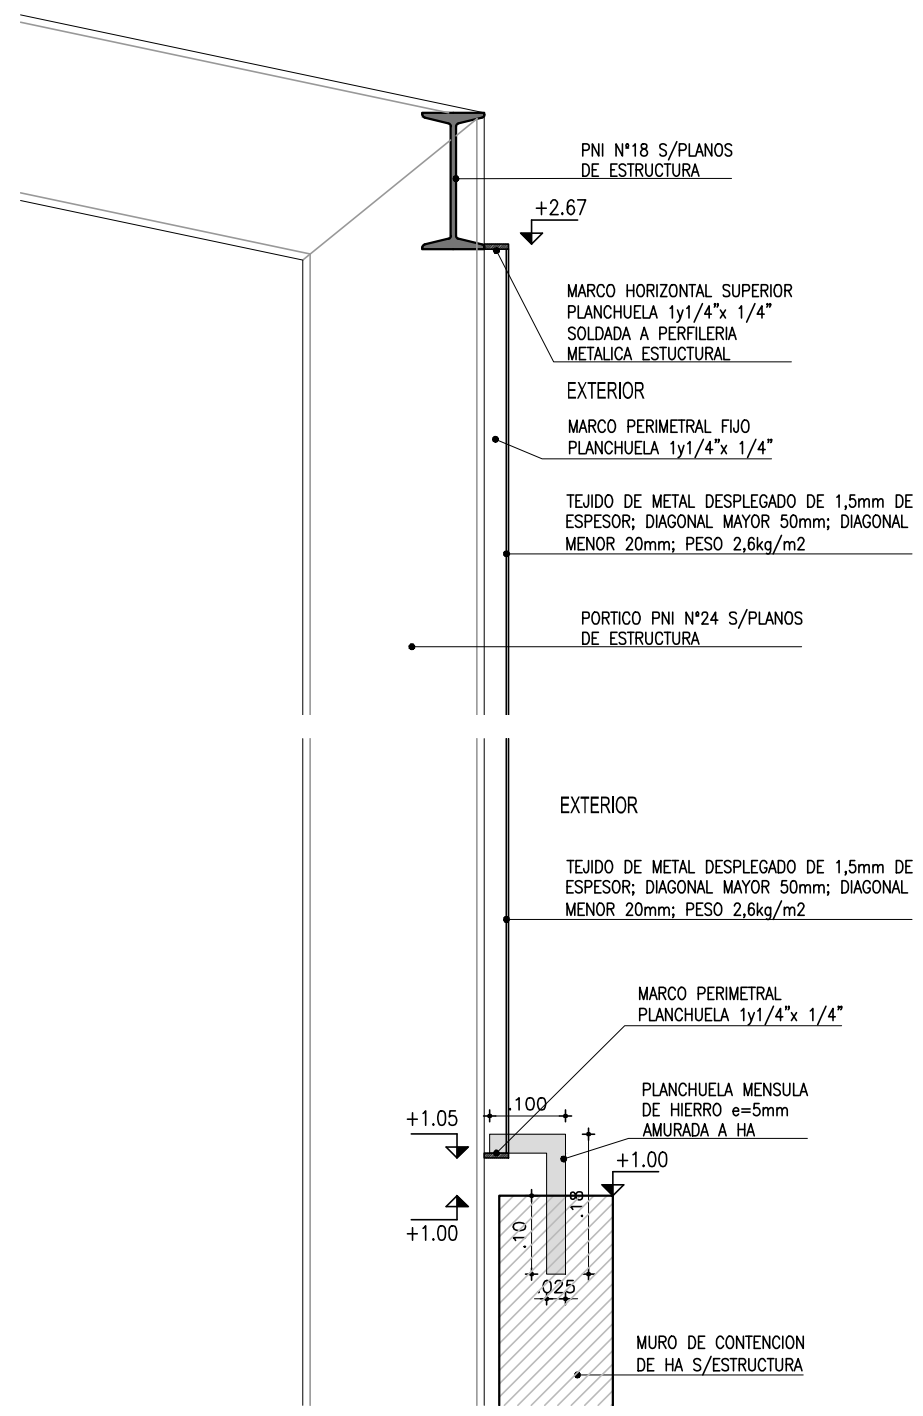 PNI N°18 S/PLANOS
DE ESTRUCTURA
+2.67
MARCO HORIZONTAL SUPERIOR
PLANCHUELA 1y1/4"x 1/4"
SOLDADA A PERFILERIA
METALICA ESTUCTURAL
EXTERIOR
MARCO PERIMETRAL FIJO
PLANCHUELA 1y1/4"x 1/4"
TEJIDO DE METAL DESPLEGADO DE 1,5mm DE
ESPESOR; DIAGONAL MAYOR 50mm; DIAGONAL
MENOR 20mm; PESO 2,6kg/m2
PORTICO PNI N°24 S/PLANOS
DE ESTRUCTURA
EXTERIOR
TEJIDO DE METAL DESPLEGADO DE 1,5mm DE
ESPESOR; DIAGONAL MAYOR 50mm; DIAGONAL
MENOR 20mm; PESO 2,6kg/m2
MARCO PERIMETRAL
PLANCHUELA 1y1/4"x 1/4"
PLANCHUELA MENSULA
DE HIERRO e=5mm
AMURADA A HA
.100
+1.05
+1.00
+1.00
.18
.10
.025
MURO DE CONTENCION
DE HA S/ESTRUCTURA